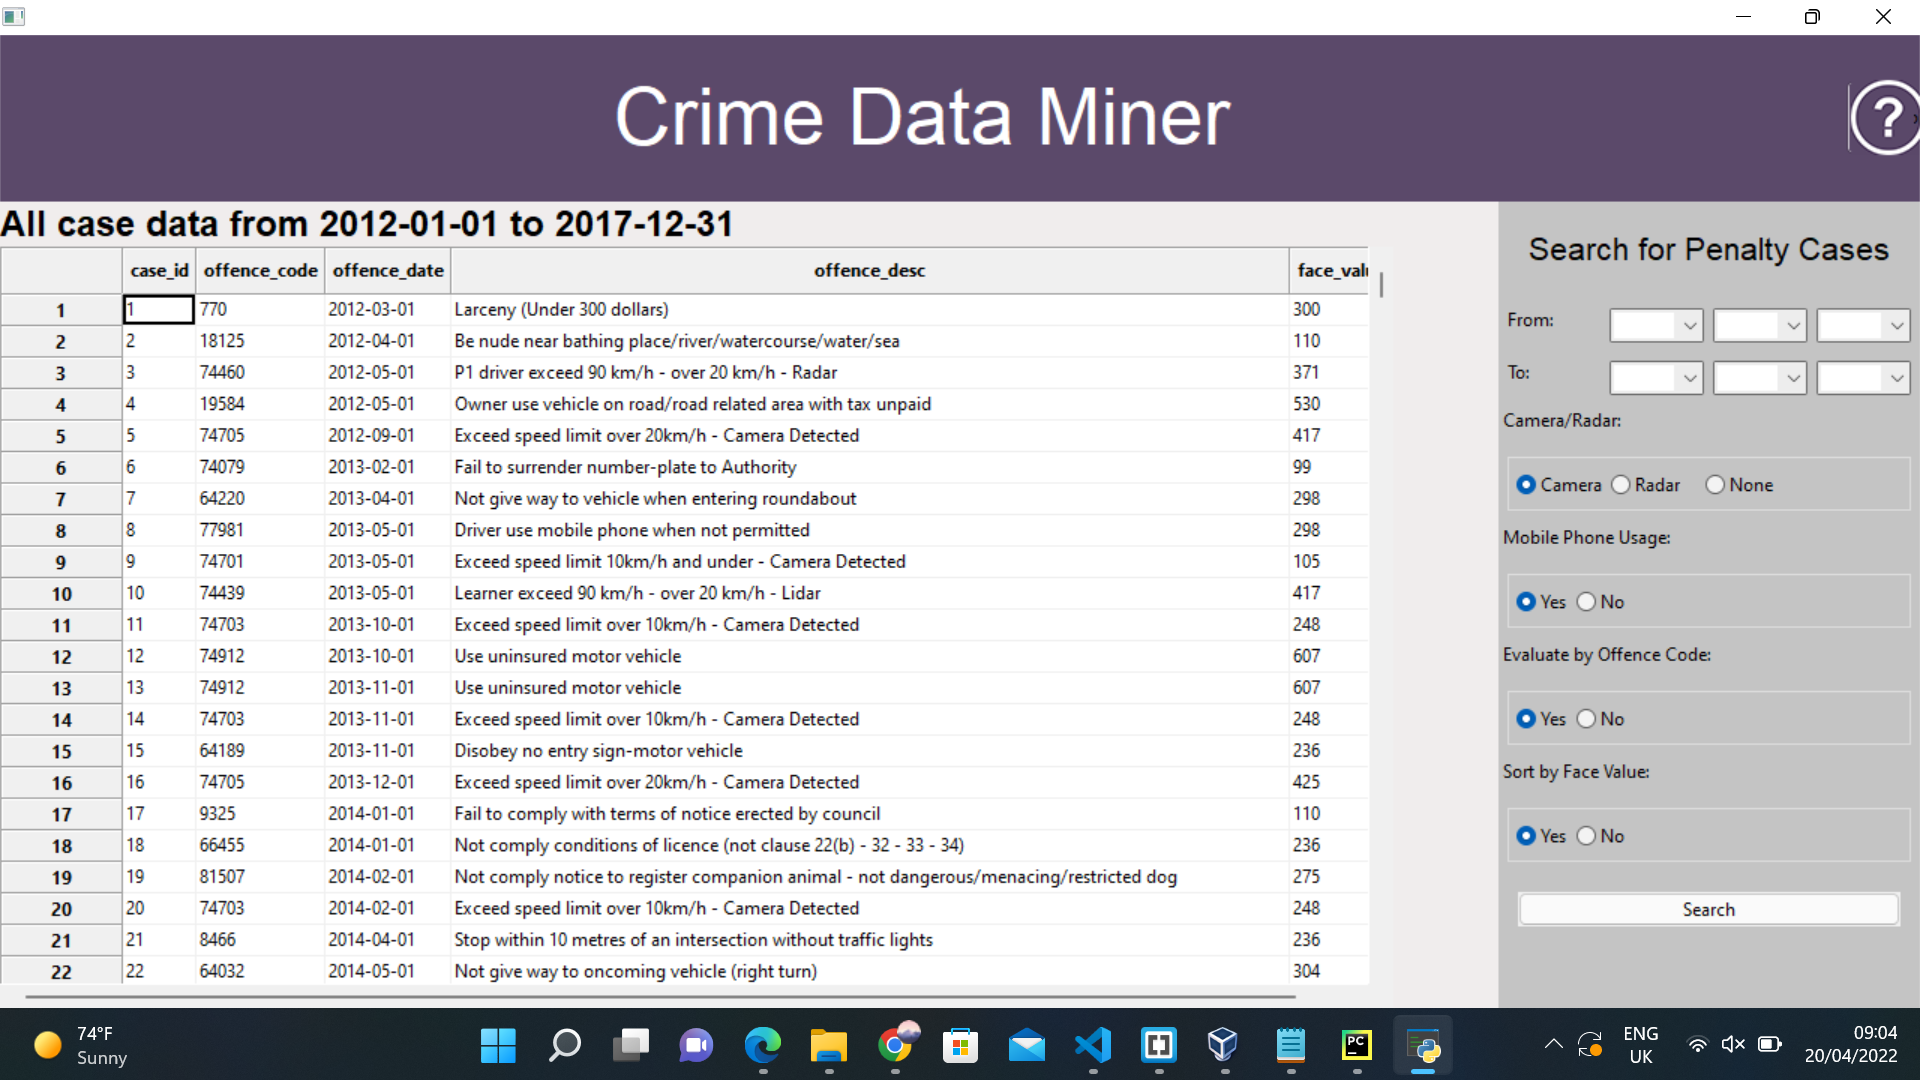 Crime Data Miner
?
All case data from 2012-01-01 to 2017-12-31
case_id offence_code offence_date offence_desc face_valu
1 1 770 2012-03-01 Larceny (Under 300 dollars) 300
2 2 18125 2012-04-01 Be nude near bathing place/river/watercourse/water/sea 110
3 3 74460 2012-05-01 P1 driver exceed 90 km/h - over 20 km/h - Radar 371
4 4 19584 2012-05-01 Owner use vehicle on road/road related area with tax unpaid 530
5 5 74705 2012-09-01 Exceed speed limit over 20km/h - Camera Detected 417
6 6 74079 2013-02-01 Fail to surrender number-plate to Authority 99
7 7 64220 2013-04-01 Not give way to vehicle when entering roundabout 298
8 8 77981 2013-05-01 Driver use mobile phone when not permitted 298
9 9 74701 2013-05-01 Exceed speed limit 10km/h and under - Camera Detected 105
10 10 74439 2013-05-01 Learner exceed 90 km/h - over 20 km/h - Lidar 417
11 11 74703 2013-10-01 Exceed speed limit over 10km/h - Camera Detected 248
12 12 74912 2013-10-01 Use uninsured motor vehicle 607
13 13 74912 2013-11-01 Use uninsured motor vehicle 607
14 14 74703 2013-11-01 Exceed speed limit over 10km/h - Camera Detected 248
15 15 64189 2013-11-01 Disobey no entry sign-motor vehicle 236
16 16 74705 2013-12-01 Exceed speed limit over 20km/h - Camera Detected 425
17 17 9325 2014-01-01 Fail to comply with terms of notice erected by council 110
18 18 66455 2014-01-01 Not comply conditions of licence (not clause 22(b) - 32 - 33 - 34) 236
19 19 81507 2014-02-01 Not comply notice to register companion animal - not dangerous/menacing/restricted dog 275
20 20 74703 2014-02-01 Exceed speed limit over 10km/h - Camera Detected 248
21 21 8466 2014-04-01 Stop within 10 metres of an intersection without traffic lights 236
22 22 64032 2014-05-01 Not give way to oncoming vehicle (right turn) 304
Search for Penalty Cases
From:
To:
Camera/Radar:
Camera Radar None
Mobile Phone Usage:
Yes No
Evaluate by Offence Code:
Yes No
Sort by Face Value:
Yes No
Search
74°F
Sunny
PC
ENG
UK
09:04
20/04/2022